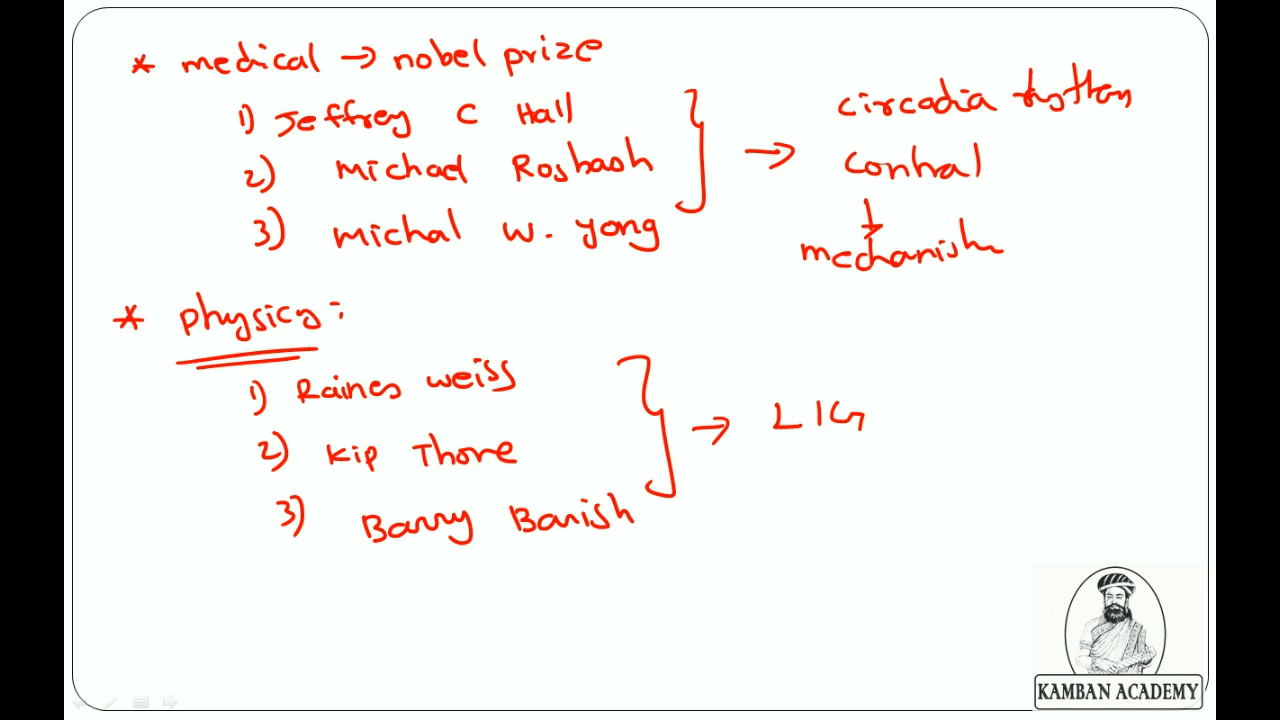 * medical → nobel prize
1) Jeffrey C Hall
2) Michael Rosbash
3) Michal W. Yong
circadia rhythm
control
↓
mechanism
* Physics:
1) Raines weiss
2) Kip Thore
3) Barry Barish
→ LIG
KAMBAN ACADEMY